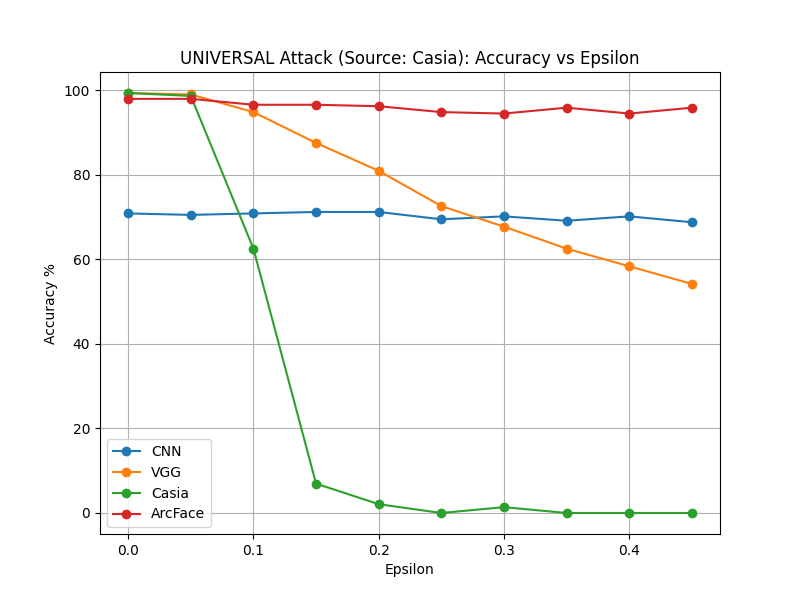 UNIVERSAL Attack (Source: Casia): Accuracy vs Epsilon
Accuracy %
100
80
60
40
20
0
CNN
VGG
Casia
ArcFace
0.0 0.1 0.2 0.3 0.4
Epsilon